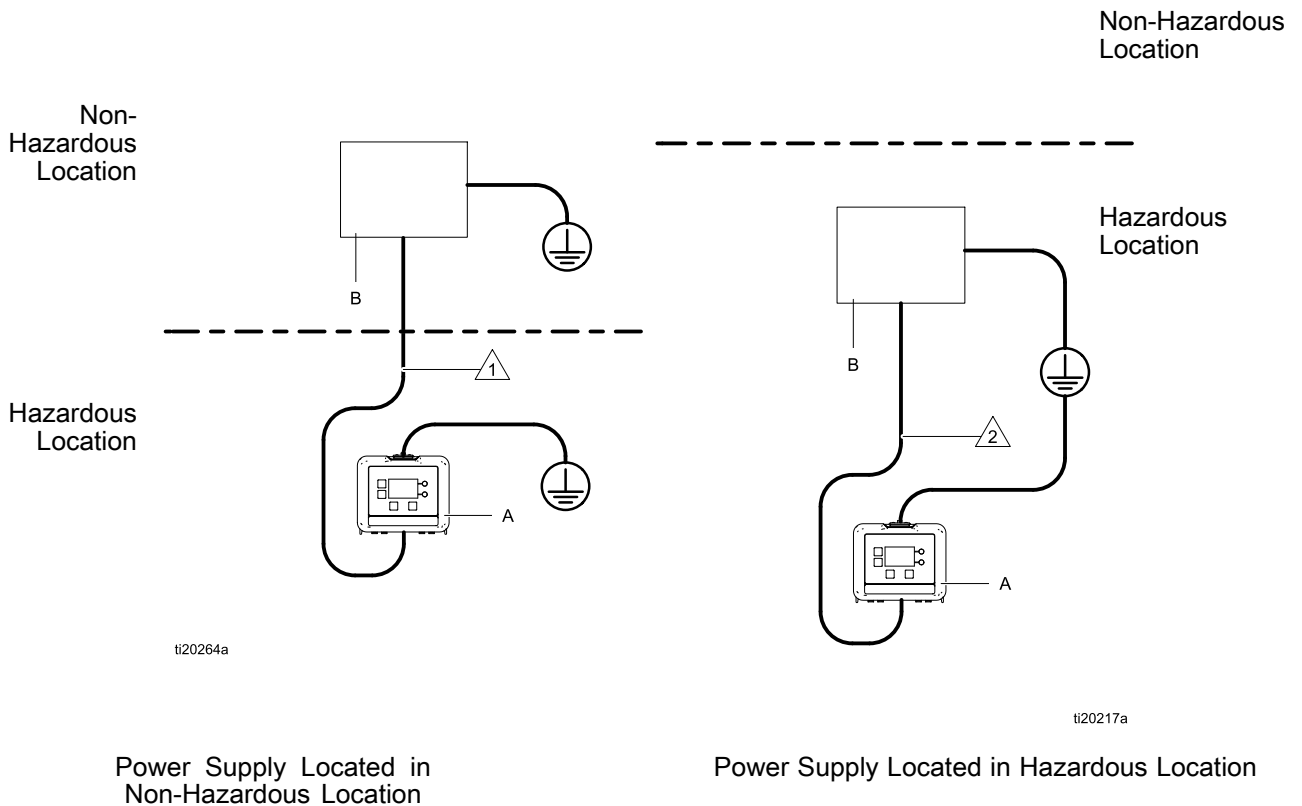 Non-
Hazardous
Location
B
1
Hazardous
Location
A
ti20264a
Power Supply Located in
Non-Hazardous Location
Non-Hazardous
Location
Hazardous
Location
B
2
A
ti20217a
Power Supply Located in Hazardous Location